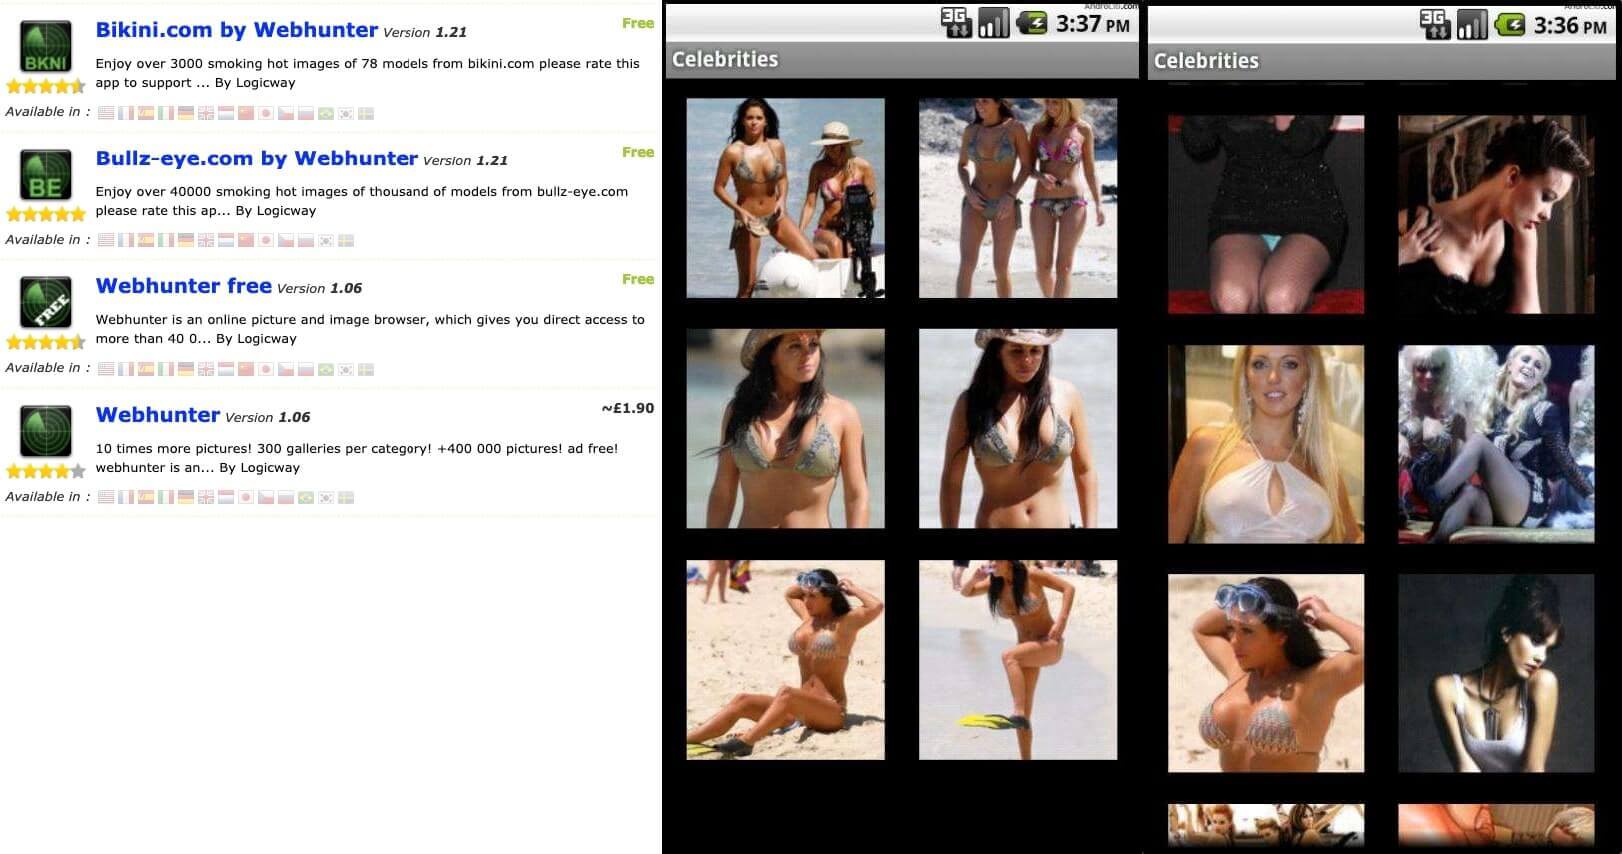 Bikini.com by Webhunter Version 1.21
Free
Enjoy over 3000 smoking hot images of 78 models from bikini.com please rate this
app to support ... By Logicway
BKNI
Available in :
Bullz-eye.com by Webhunter Version 1.21
Free
Enjoy over 40000 smoking hot images of thousand of models from bullz-eye.com
please rate this ap... By Logicway
BE
Available in :
Webhunter free Version 1.06
Free
Webhunter is an online picture and image browser, which gives you direct access to
more than 40 0... By Logicway
FREE
Available in :
Webhunter Version 1.06
~£1.90
10 times more pictures! 300 galleries per category! +400 000 pictures! ad free!
webhunter is an... By Logicway
Available in :
3G 3:37 PM
Celebrities
3G 3:36 PM
Celebrities